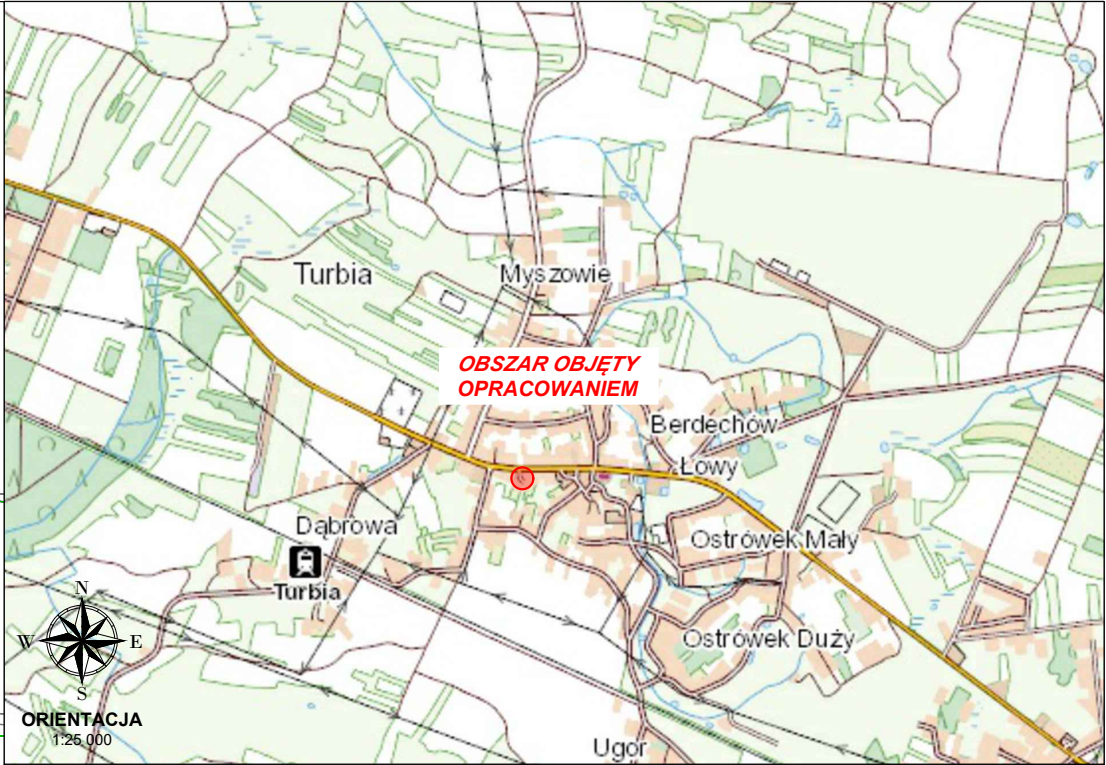 Turbia
Myszowie
OBSZAR OBJĘTY
OPRACOWANIEM
Berdechów
Łowy
Dąbrowa
Ostrówek Mały
Turbia
N
W
E
S
Ostrówek Duży
ORIENTACJA
1:25 000
Ugor